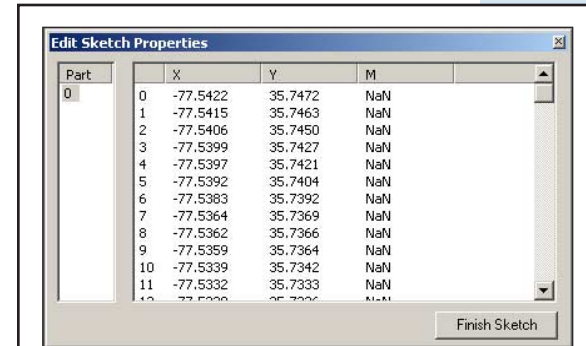 Edit Sketch Properties
Part X Y M
0 0 -77.5422 35.7472 NaN
1 -77.5415 35.7463 NaN
2 -77.5406 35.7450 NaN
3 -77.5399 35.7427 NaN
4 -77.5397 35.7421 NaN
5 -77.5392 35.7404 NaN
6 -77.5383 35.7392 NaN
7 -77.5364 35.7369 NaN
8 -77.5362 35.7366 NaN
9 -77.5359 35.7364 NaN
10 -77.5339 35.7342 NaN
11 -77.5332 35.7333 NaN
Finish Sketch